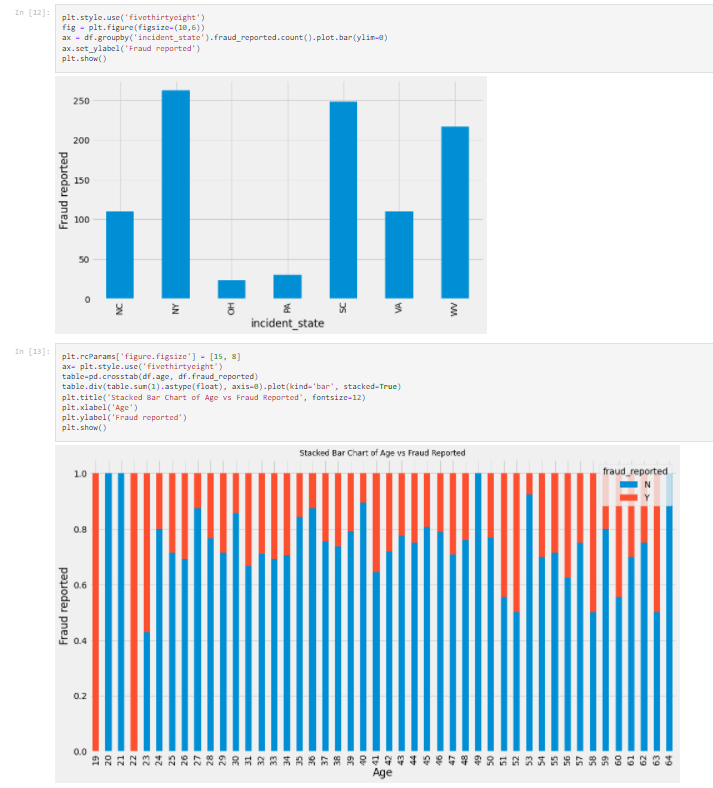 In [12]:
plt.style.use('fivethirtyeight')
fig = plt.figure(figsize=(10,6))
ax = df.groupby('incident_state').fraud_reported.count().plot.bar(ylim=0)
ax.set_ylabel('Fraud reported')
plt.show()
250
200
150
100
50
0
Fraud reported
NC NY OH PA SC VA WV
incident_state
In [13]:
plt.rcParams['figure.figsize'] = [15, 8]
ax= plt.style.use('fivethirtyeight')
table=pd.crosstab(df.age, df.fraud_reported)
table.div(table.sum(1).astype(float), axis=0).plot(kind='bar', stacked=True)
plt.title('Stacked Bar Chart of Age vs Fraud Reported', fontsize=12)
plt.xlabel('Age')
plt.ylabel('Fraud reported')
plt.show()
Stacked Bar Chart of Age vs Fraud Reported
fraud_reported
N
Y
1.0
0.8
0.6
0.4
0.2
0.0
Fraud reported
19 20 21 22 23 24 25 26 27 28 29 30 31 32 33 34 35 36 37 38 39 40 41 42 43 44 45 46 47 48 49 50 51 52 53 54 55 56 57 58 59 60 61 62 63 64
Age